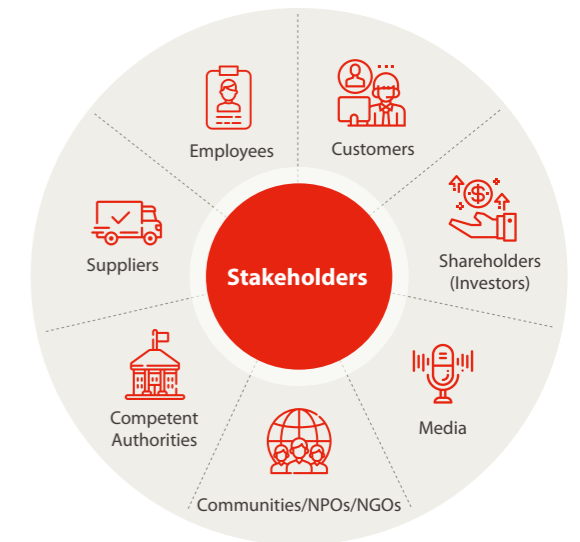 Employees
Customers
Suppliers
Stakeholders
Shareholders
(Investors)
Competent
Authorities
Media
Communities/NPOs/NGOs